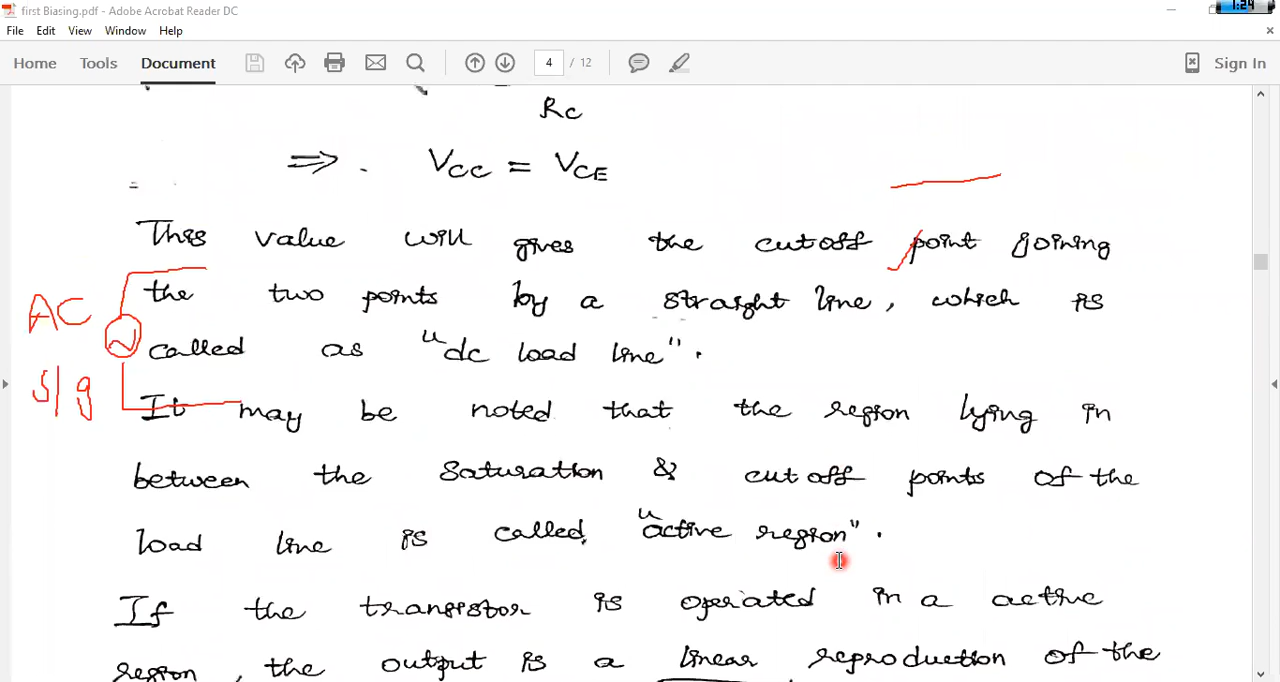 first Biasing.pdf - Adobe Acrobat Reader DC
1:24
File Edit View Window Help
Home Tools Document 4 / 12 Sign In
Rc
⇒ . VCC = VCE
This value will gives the cutoff point joining
the two points by a straight line, which is
called as "dc load line".
AC
S/g
It may be noted that the region lying in
between the saturation & cut off points of the
load line is called "active region".
If the transistor is operated in a active
region, the output is a linear reproduction of the